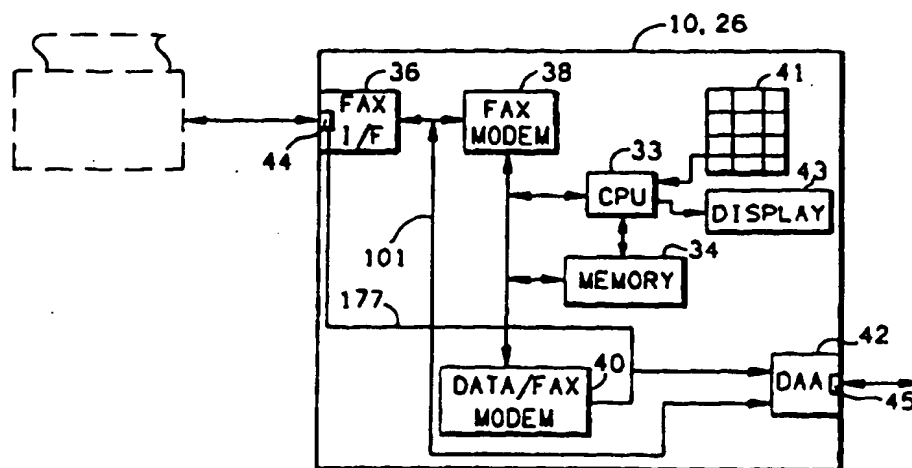 10, 26
36
38
41
FAX
I/F
FAX
MODEM
44
33
CPU
43
DISPLAY
34
MEMORY
101
177
42
40
DATA/FAX
MODEM
DAA
45